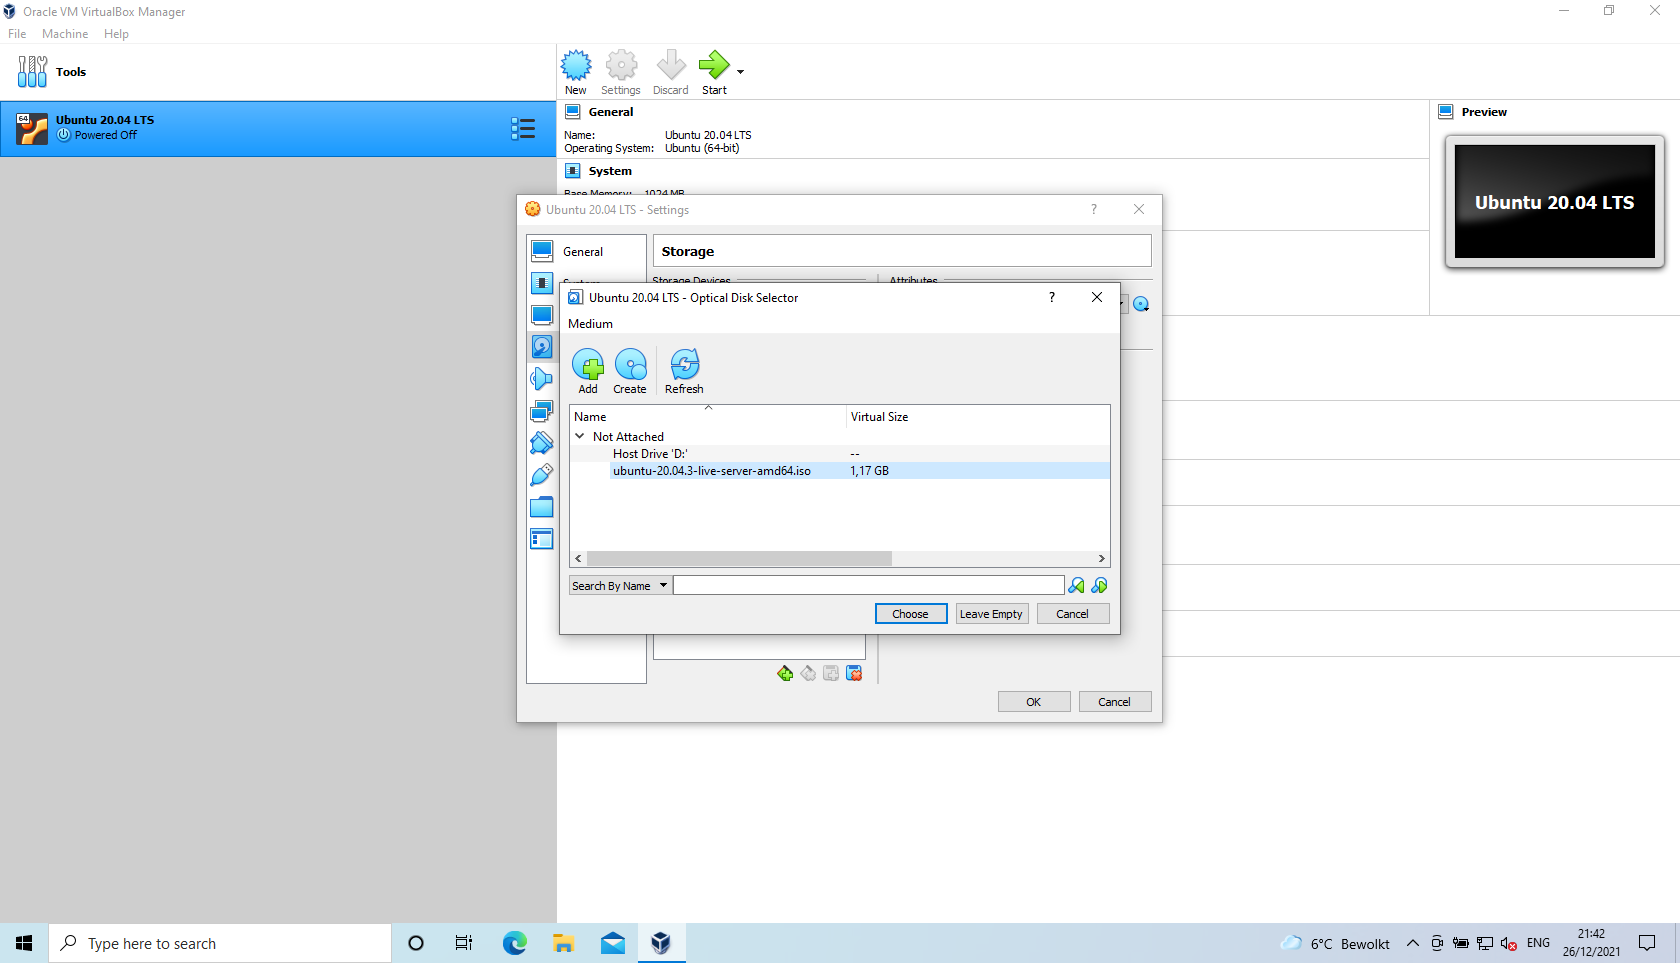 Oracle VM VirtualBox Manager
File Machine Help
Tools
64
Ubuntu 20.04 LTS
Powered Off
New Settings Discard Start
General
Name: Ubuntu 20.04 LTS
Operating System: Ubuntu (64-bit)
System
Base Memory: 1024 MB
Preview
Ubuntu 20.04 LTS
Ubuntu 20.04 LTS - Settings ?
General
System
Storage
Storage Devices
Attributes
Ubuntu 20.04 LTS - Optical Disk Selector ?
Medium
Add Create Refresh
Name Virtual Size
Not Attached
Host Drive 'D:' --
ubuntu-20.04.3-live-server-amd64.iso 1,17 GB
Search By Name
Choose Leave Empty Cancel
OK Cancel
Type here to search
6°C Bewolkt
ENG
21:42
26/12/2021